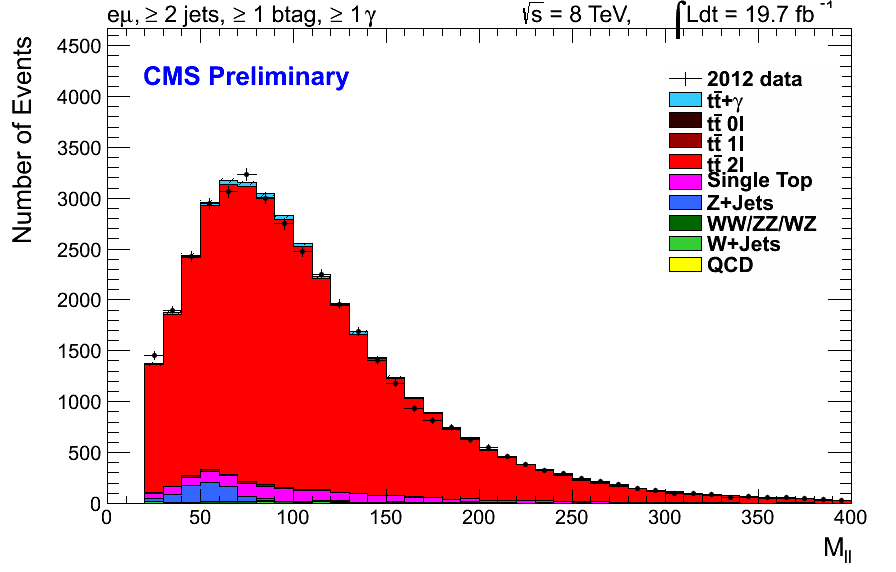 eμ, ≥ 2 jets, ≥ 1 btag, ≥ 1 γ
√s = 8 TeV, ∫Ldt = 19.7 fb⁻¹
CMS Preliminary
Number of Events
4500
4000
3500
3000
2500
2000
1500
1000
500
0
2012 data
tt̄+γ
tt̄ 0l
tt̄ 1l
tt̄ 2l
Single Top
Z+Jets
WW/ZZ/WZ
W+Jets
QCD
0 50 100 150 200 250 300 350 400
M_ll